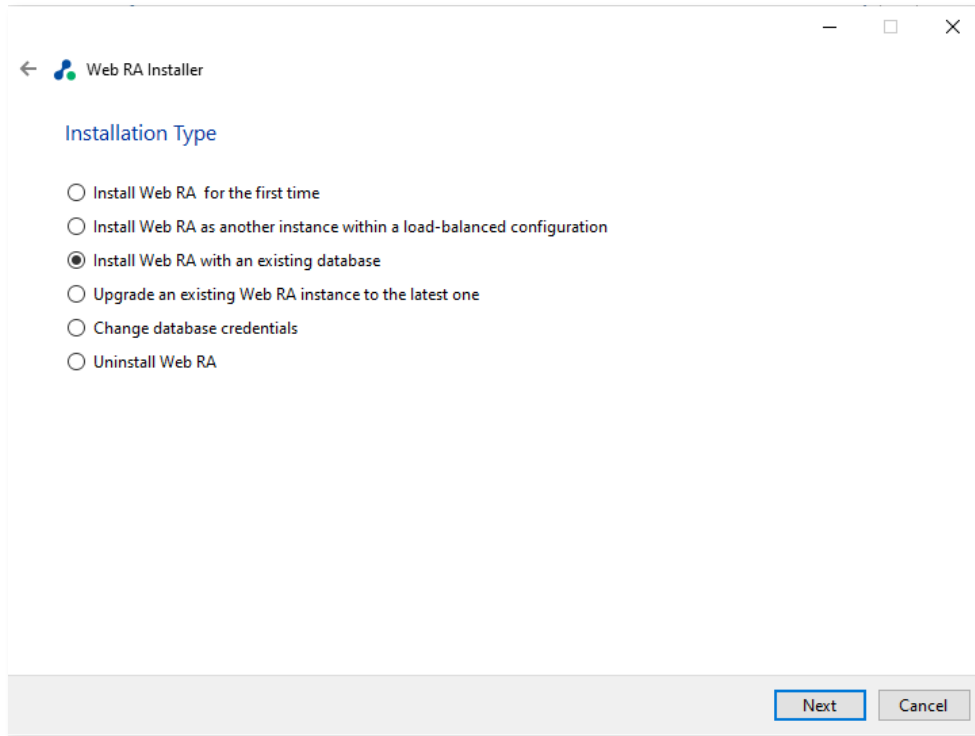 Web RA Installer
Installation Type
Install Web RA  for the first time
Install Web RA as another instance within a load-balanced configuration
Install Web RA with an existing database
Upgrade an existing Web RA instance to the latest one
Change database credentials
Uninstall Web RA
Next Cancel